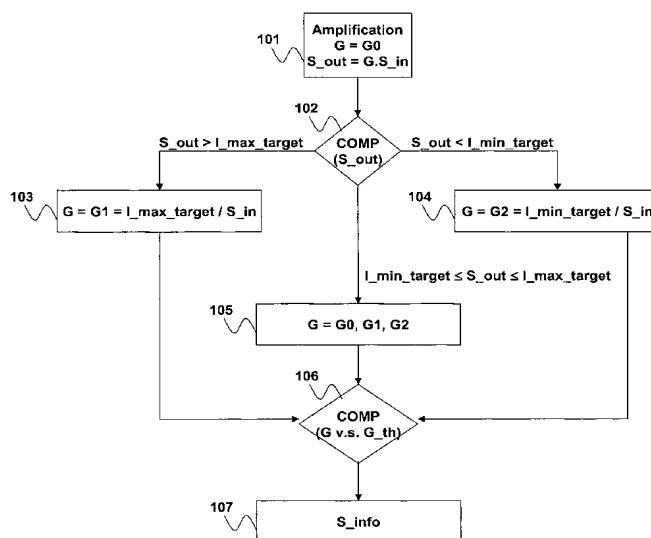 Amplification
G = G0
S_out = G.S_in
101
102
COMP
(S_out)
S_out > I_max_target
S_out < I_min_target
103
G = G1 = I_max_target / S_in
104
G = G2 = I_min_target / S_in
I_min_target ≤ S_out ≤ I_max_target
105
G = G0, G1, G2
106
COMP
(G v.s. G_th)
107
S_info